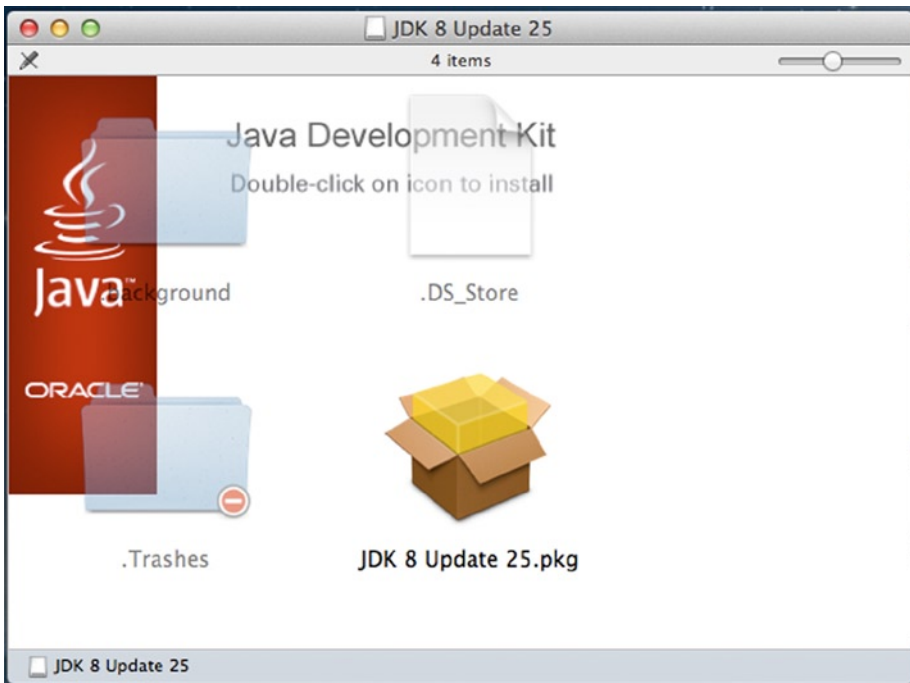 JDK 8 Update 25
4 items
Java Development Kit
Double-click on icon to install
Java™
.background
.DS_Store
ORACLE®
.Trashes
JDK 8 Update 25.pkg
JDK 8 Update 25